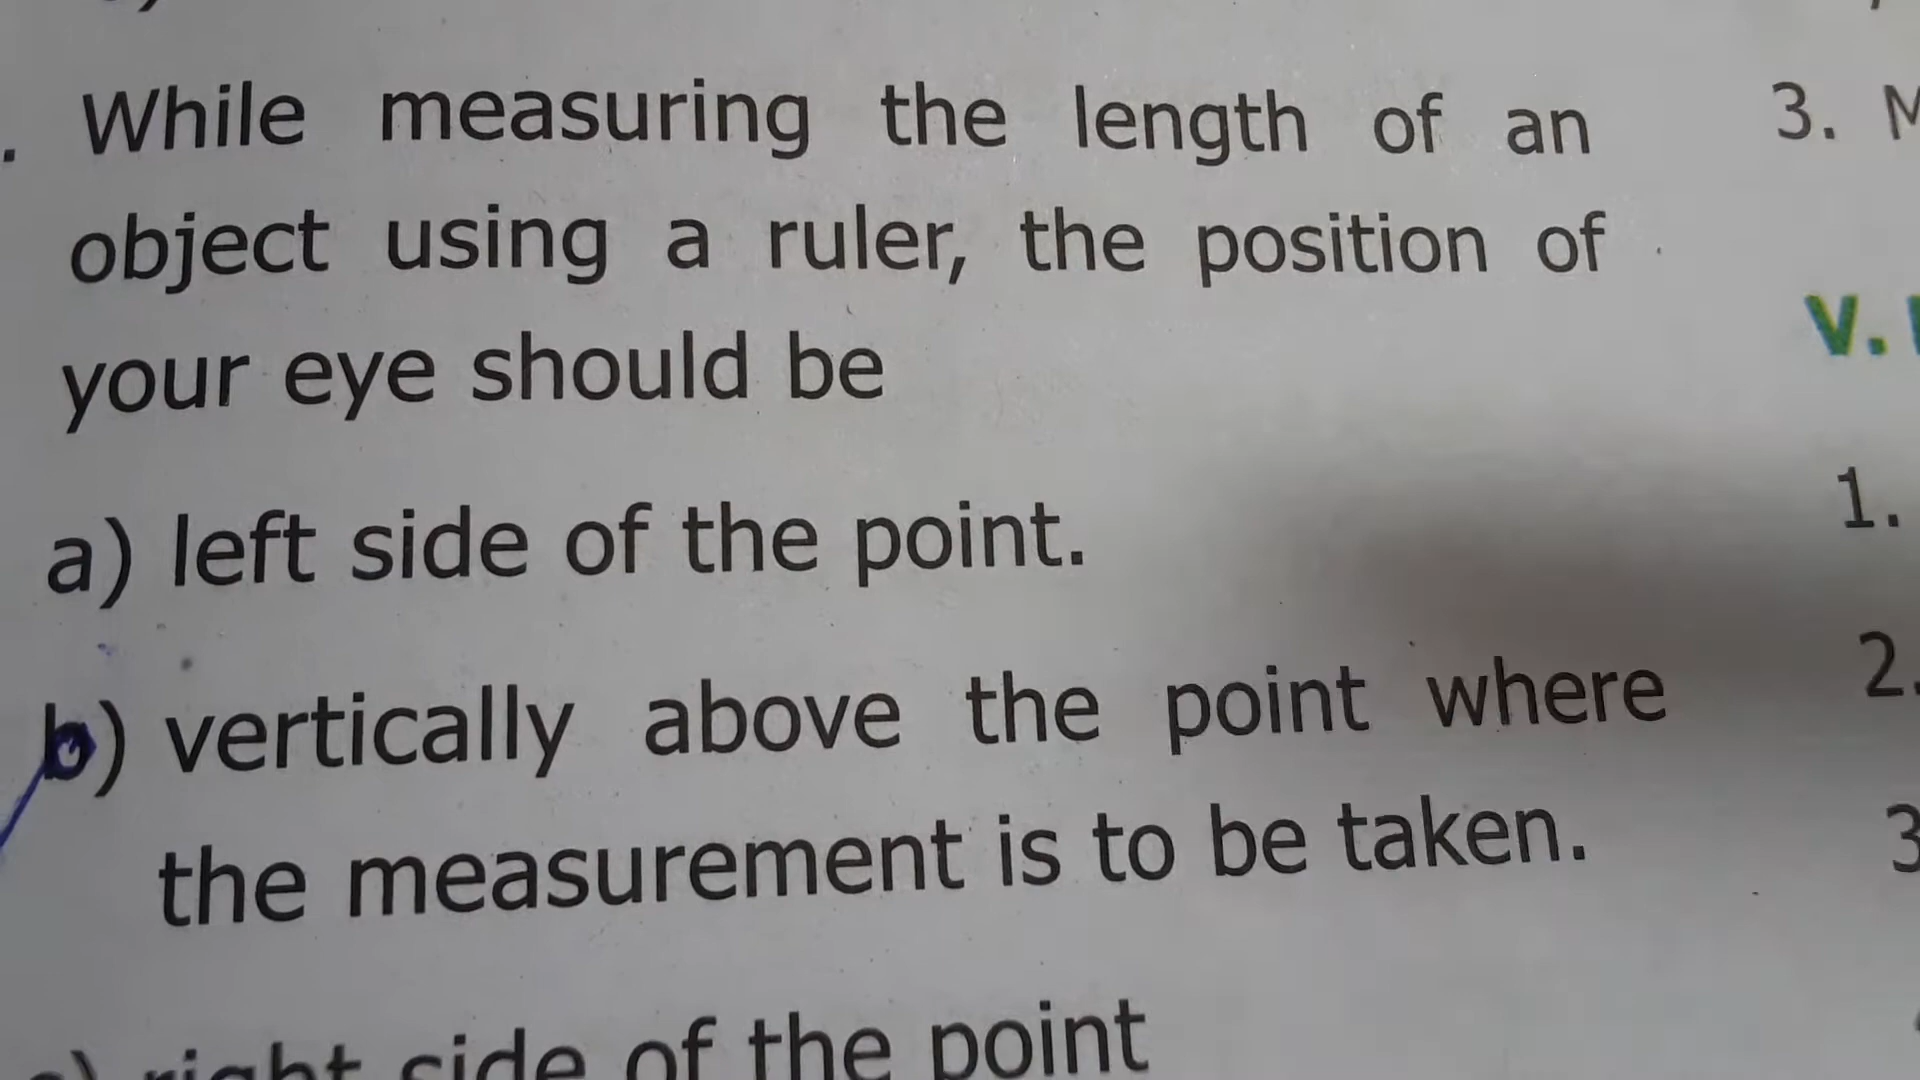 . While measuring the length of an
object using a ruler, the position of
your eye should be
a) left side of the point.
b) vertically above the point where
the measurement is to be taken.
right side of the point
3. M
V.
1.
2.
3